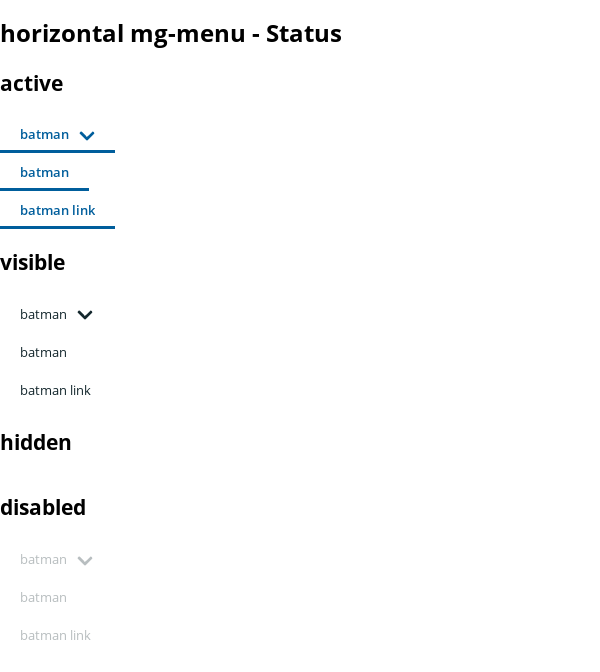 horizontal mg-menu - Status
active
batman
batman
batman link
visible
batman
batman
batman link
hidden
disabled
batman
batman
batman link